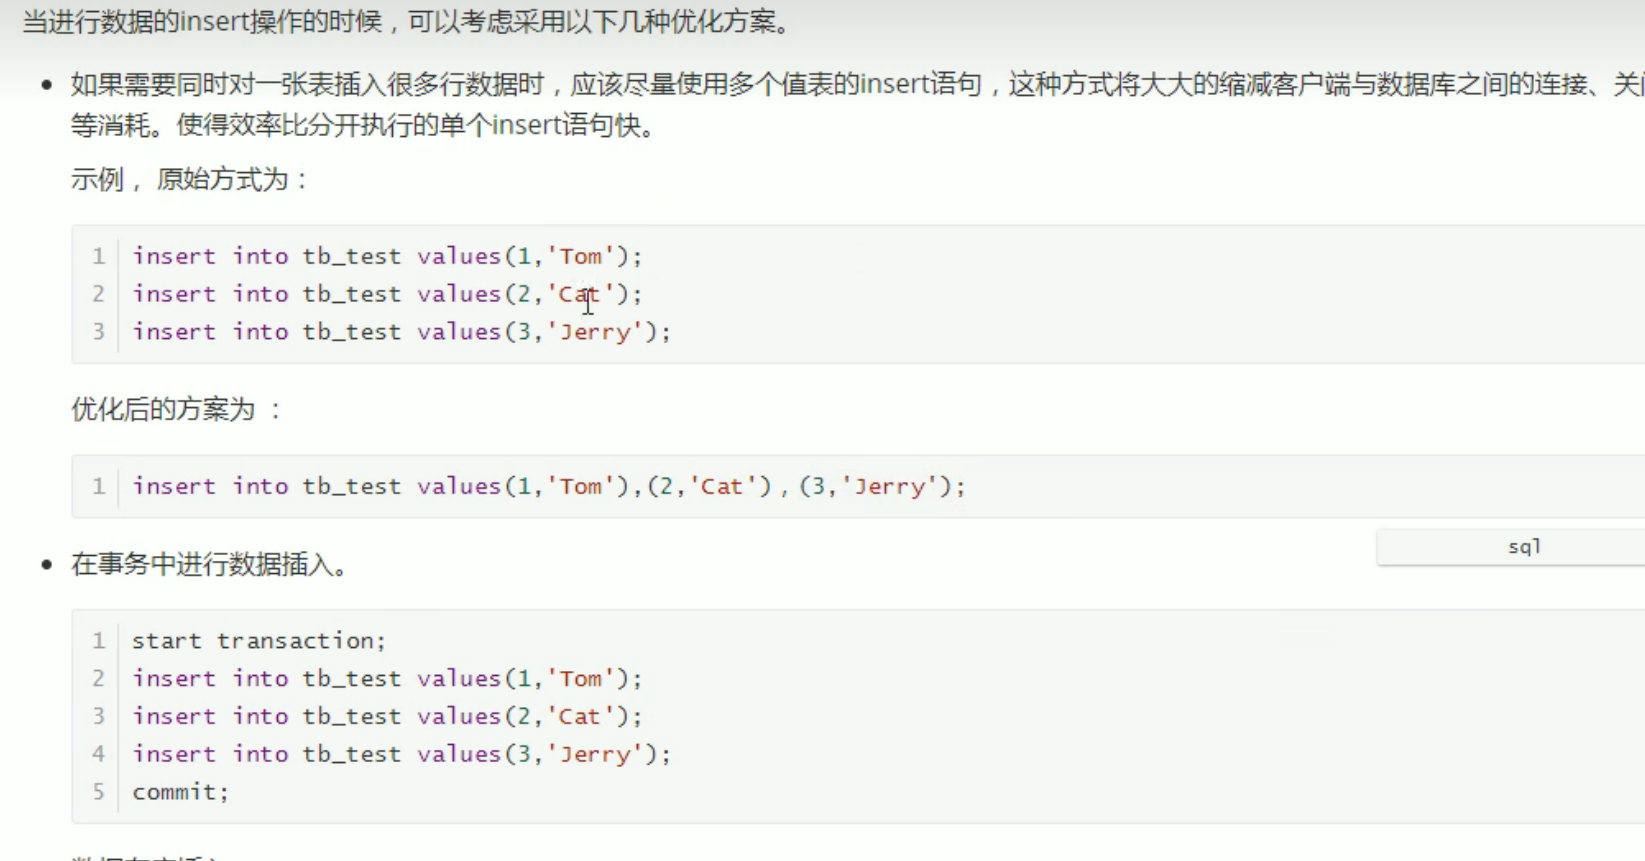 当进行数据的insert操作的时候，可以考虑采用以下几种优化方案。
• 如果需要同时对一张表插入很多行数据时，应该尽量使用多个值表的insert语句，这种方式将大大的缩减客户端与数据库之间的连接、关
等消耗。使得效率比分开执行的单个insert语句快。
示例， 原始方式为：
1 insert into tb_test values(1,'Tom');
2 insert into tb_test values(2,'Cat');
3 insert into tb_test values(3,'Jerry');
优化后的方案为 ：
1 insert into tb_test values(1,'Tom'),(2,'Cat')，(3,'Jerry');
• 在事务中进行数据插入。
sql
1 start transaction;
2 insert into tb_test values(1,'Tom');
3 insert into tb_test values(2,'Cat');
4 insert into tb_test values(3,'Jerry');
5 commit;